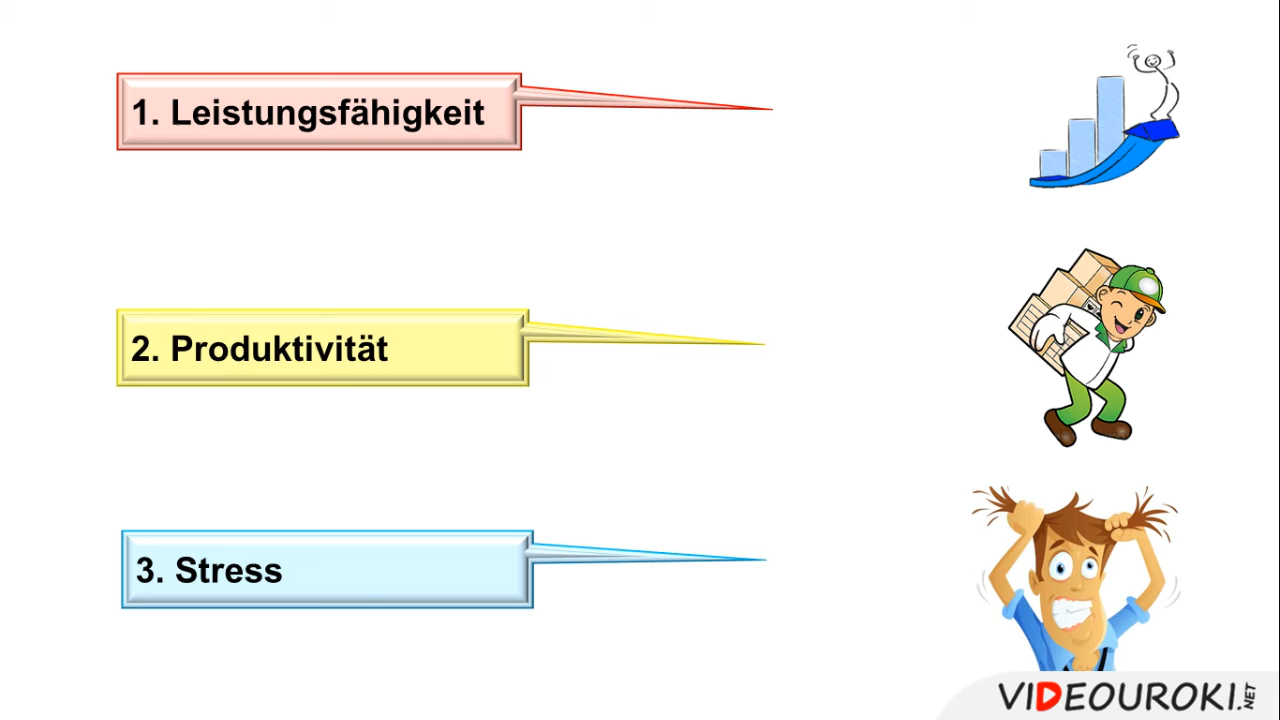 1. Leistungsfähigkeit
2. Produktivität
3. Stress
VIDEOUROKI.NET